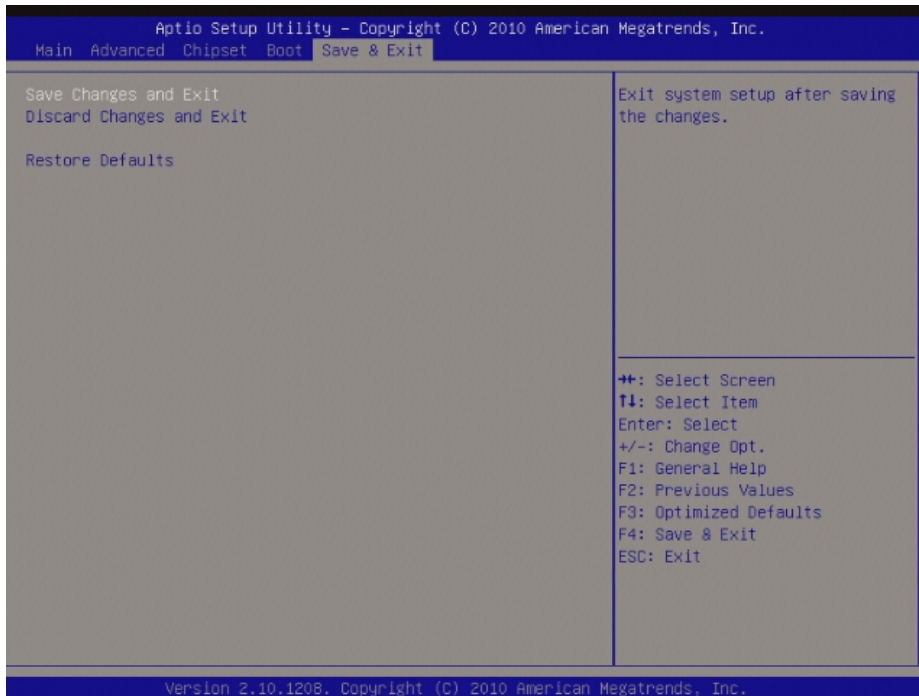 Aptio Setup Utility – Copyright (C) 2010 American Megatrends, Inc.
Main Advanced Chipset Boot Save & Exit
Save Changes and Exit
Discard Changes and Exit
Restore Defaults
Exit system setup after saving
the changes.
→←: Select Screen
↑↓: Select Item
Enter: Select
+/-: Change Opt.
F1: General Help
F2: Previous Values
F3: Optimized Defaults
F4: Save & Exit
ESC: Exit
Version 2.10.1208. Copyright (C) 2010 American Megatrends, Inc.